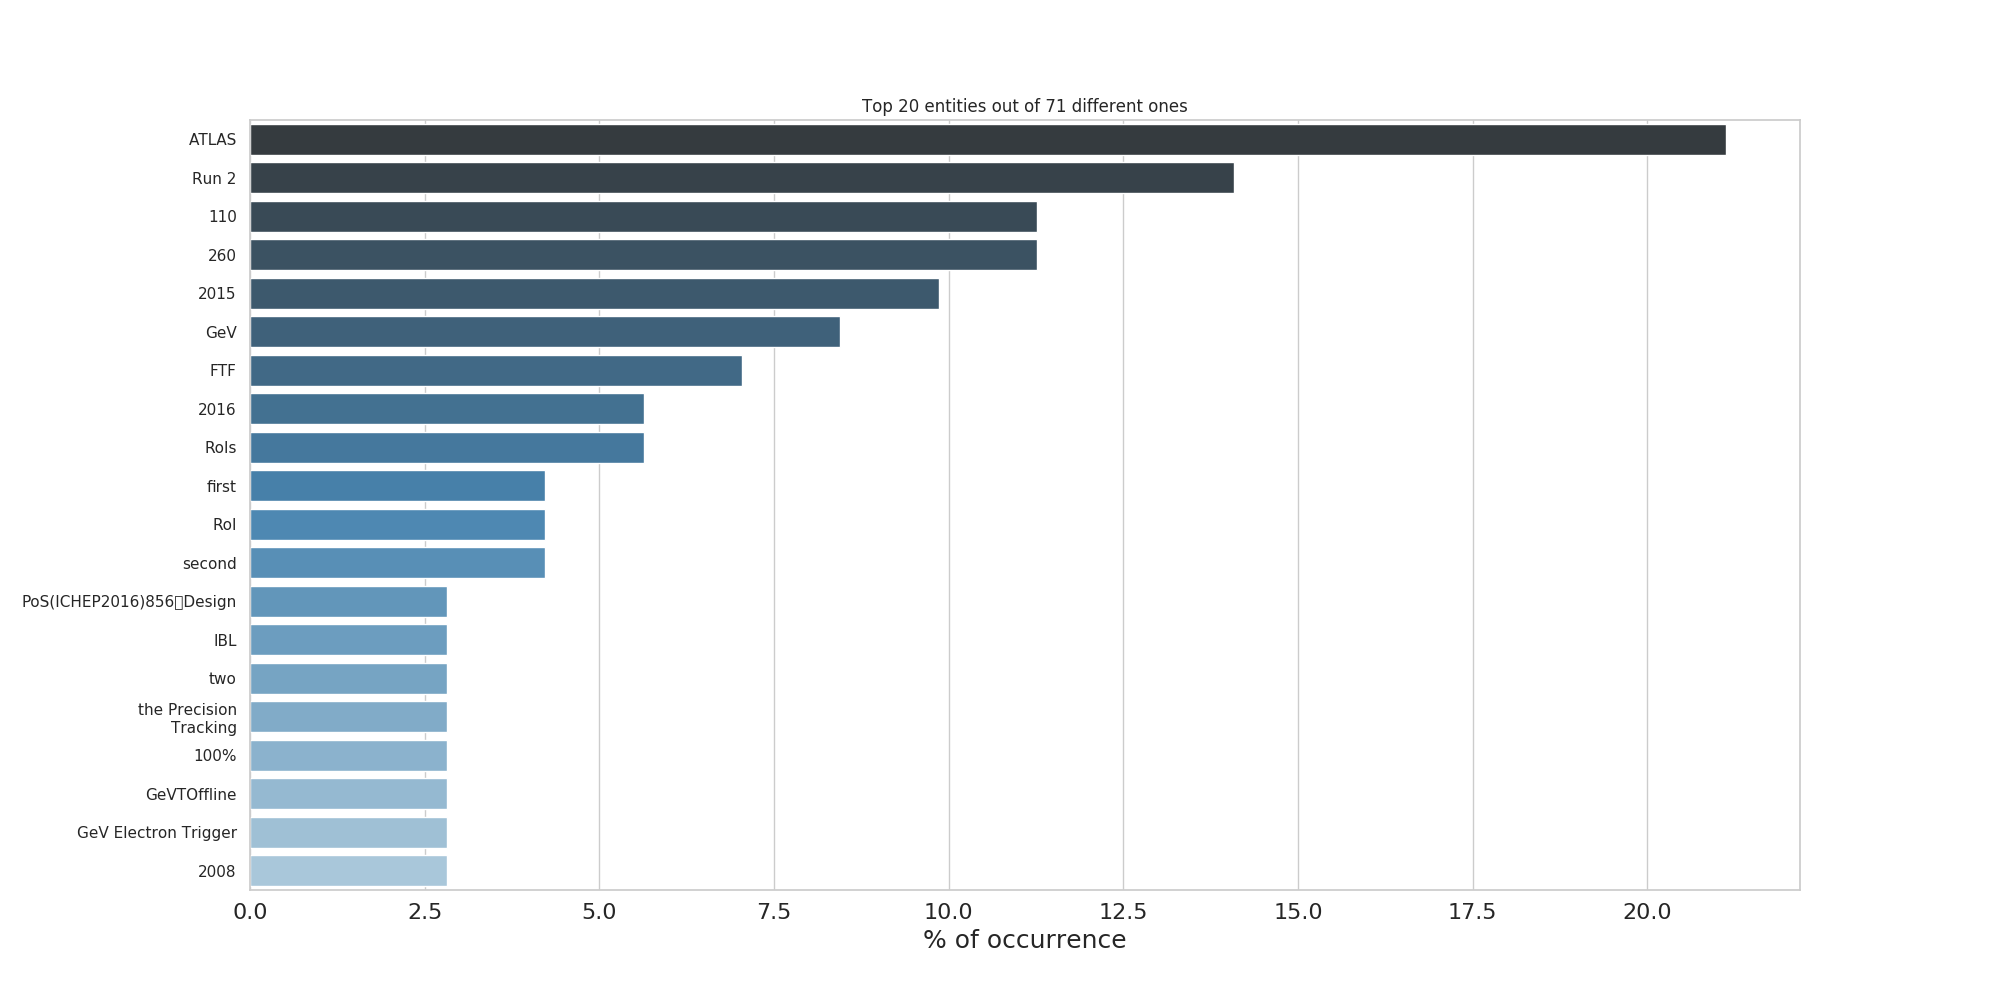 Top 20 entities out of 71 different ones
ATLAS
Run 2
110
260
2015
GeV
FTF
2016
RoIs
first
RoI
second
PoS(ICHEP2016)856▯Design
IBL
two
the Precision
Tracking
100%
GeVTOffline
GeV Electron Trigger
2008
0.0 2.5 5.0 7.5 10.0 12.5 15.0 17.5 20.0
% of occurrence